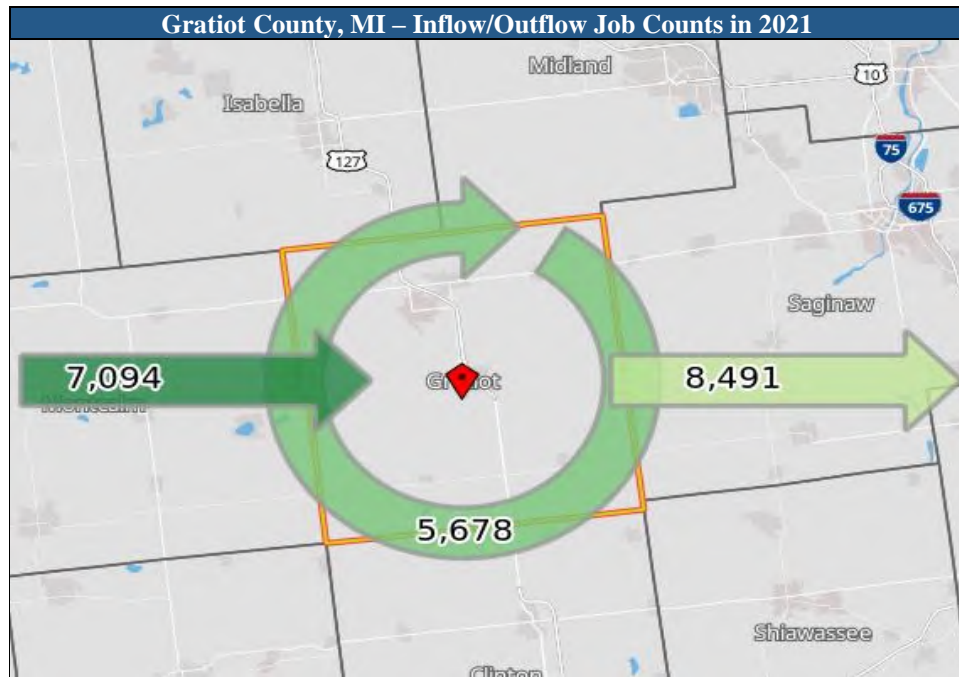 Gratiot County, MI – Inflow/Outflow Job Counts in 2021
Midland
10
Isabella
75
127
675
Saginaw
7,094
8,491
Montcalm
5,678
Shiawassee
Clinton